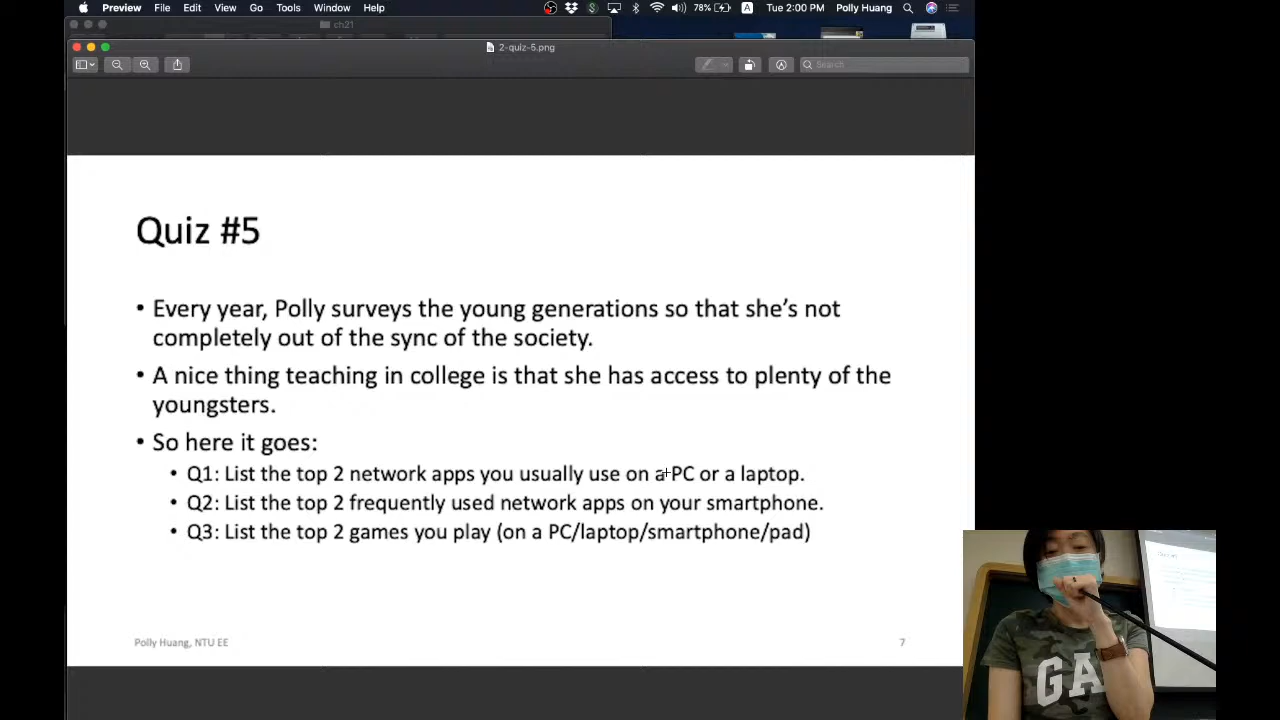 Preview File Edit View Go Tools Window Help 78% A Tue 2:00 PM Polly Huang
ch21
2-quiz-5.png
Search
Quiz #5
• Every year, Polly surveys the young generations so that she's not
completely out of the sync of the society.
• A nice thing teaching in college is that she has access to plenty of the
youngsters.
• So here it goes:
• Q1: List the top 2 network apps you usually use on a PC or a laptop.
• Q2: List the top 2 frequently used network apps on your smartphone.
• Q3: List the top 2 games you play (on a PC/laptop/smartphone/pad)
Polly Huang, NTU EE 7
GA